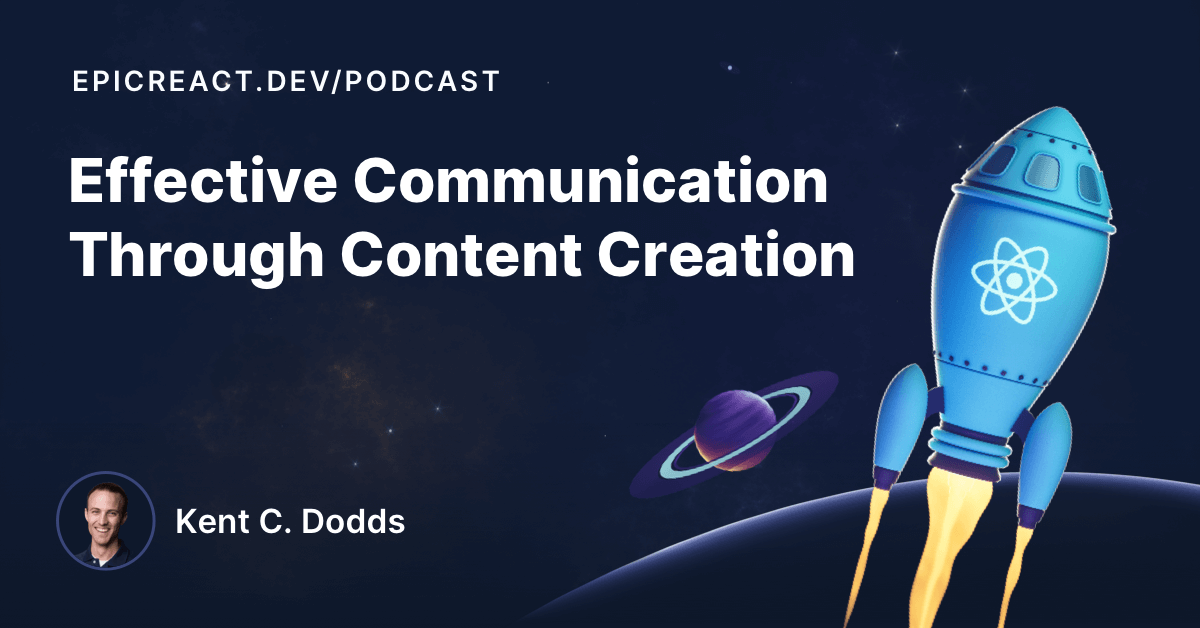 EPICREACT.DEV/PODCAST
Effective Communication
Through Content Creation
Kent C. Dodds